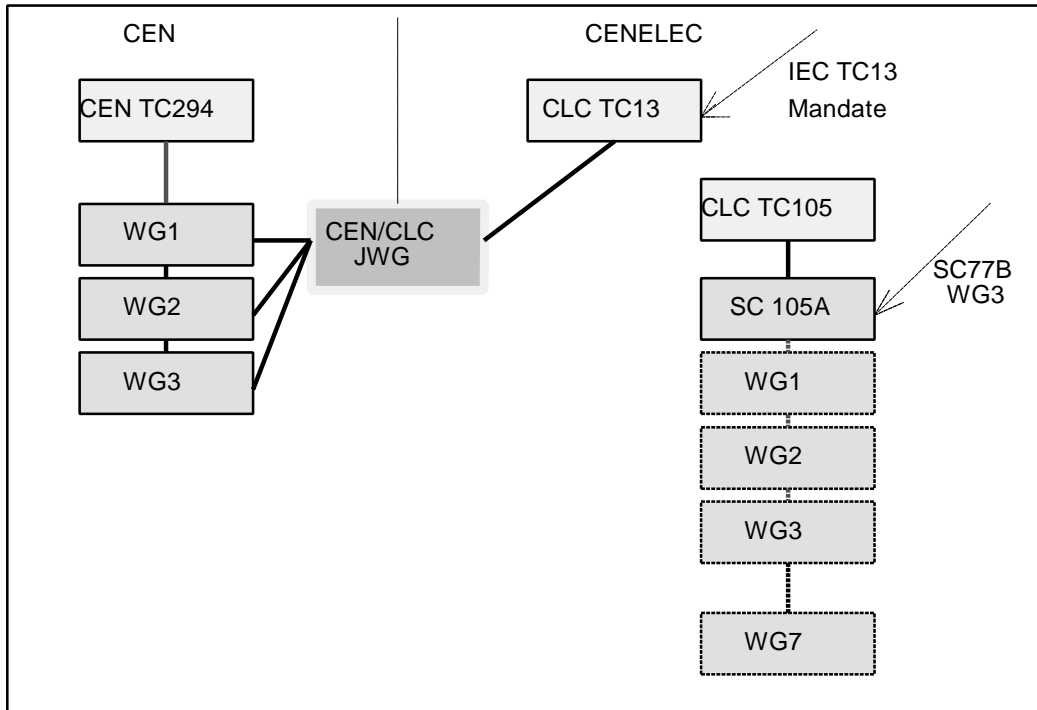 CEN
CENELEC
IEC TC13
Mandate
CEN TC294
CLC TC13
WG1
WG2
WG3
CEN/CLC
JWG
CLC TC105
SC77B
WG3
SC 105A
WG1
WG2
WG3
WG7